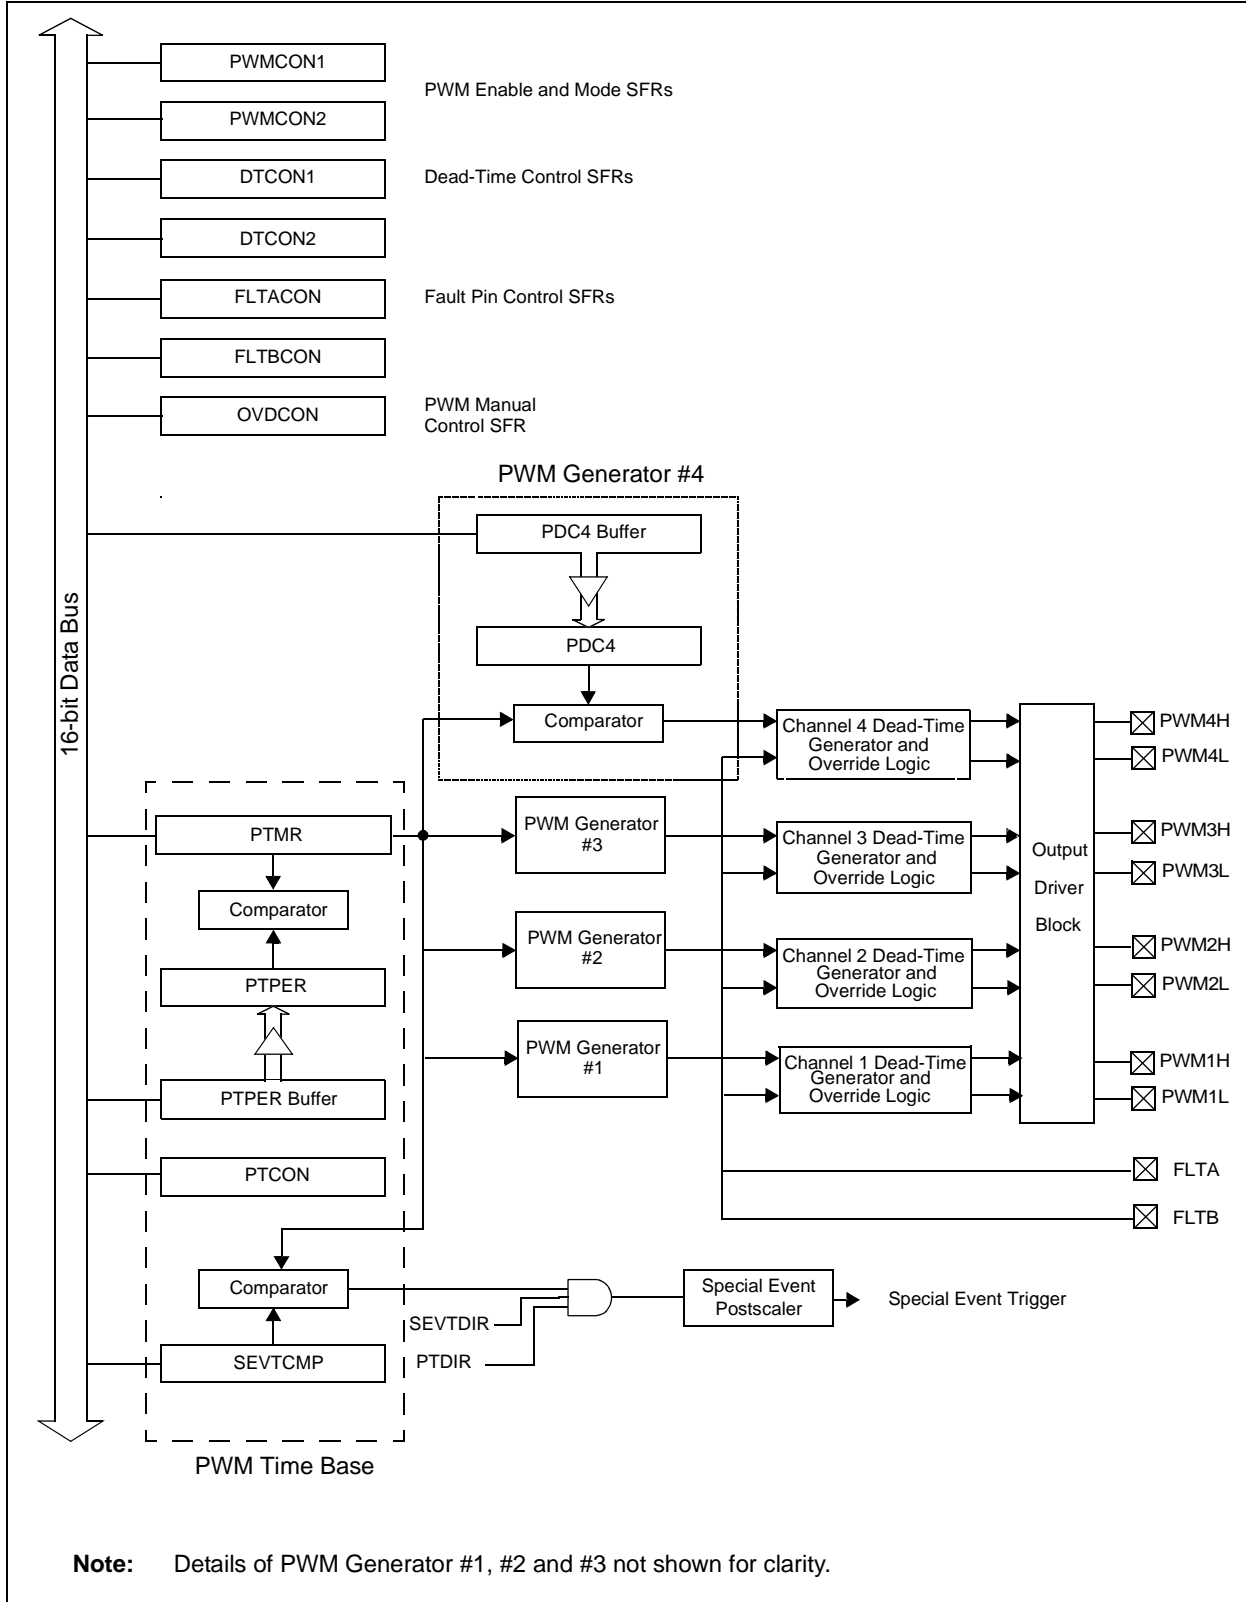 PWMCON1
PWM Enable and Mode SFRs
PWMCON2
DTCON1
Dead-Time Control SFRs
DTCON2
FLTACON
Fault Pin Control SFRs
FLTBCON
OVDCON
PWM Manual
Control SFR
PWM Generator #4
PDC4 Buffer
16-bit Data Bus
PDC4
Comparator
Channel 4 Dead-Time
Generator and
Override Logic
PWM4H
PWM4L
PTMR
PWM Generator
#3
Channel 3 Dead-Time
Generator and
Override Logic
Output
Driver
Block
PWM3H
PWM3L
Comparator
PWM Generator
#2
Channel 2 Dead-Time
Generator and
Override Logic
PWM2H
PWM2L
PTPER
PWM Generator
#1
Channel 1 Dead-Time
Generator and
Override Logic
PWM1H
PWM1L
PTPER Buffer
PTCON
FLTA
FLTB
Comparator
SEVTDIR
PTDIR
Special Event
Postscaler
Special Event Trigger
SEVTCMP
PWM Time Base
Note: Details of PWM Generator #1, #2 and #3 not shown for clarity.